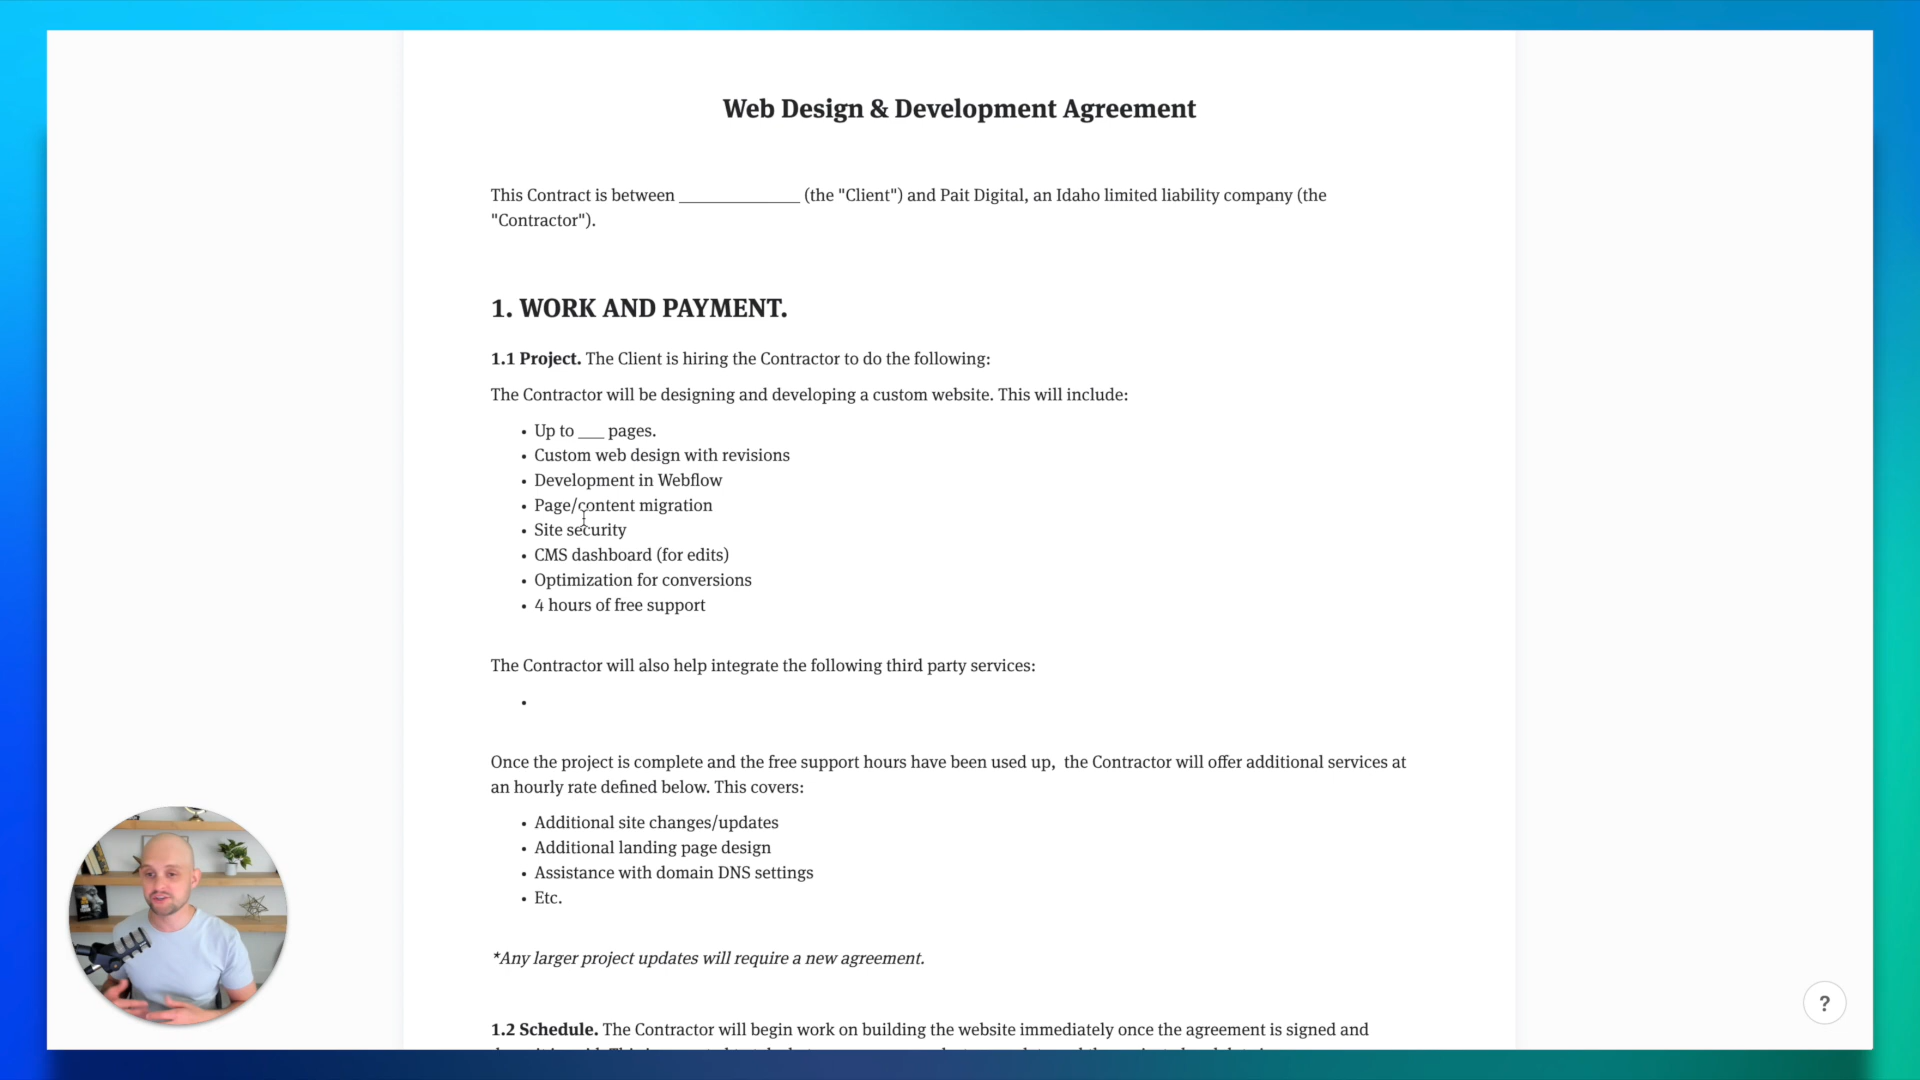 Web Design & Development Agreement
This Contract is between ______________ (the "Client") and Pait Digital, an Idaho limited liability company (the
"Contractor").
1. WORK AND PAYMENT.
1.1 Project. The Client is hiring the Contractor to do the following:
The Contractor will be designing and developing a custom website. This will include:
• Up to ___ pages.
• Custom web design with revisions
• Development in Webflow
• Page/content migration
• Site security
• CMS dashboard (for edits)
• Optimization for conversions
• 4 hours of free support
The Contractor will also help integrate the following third party services:
•
Once the project is complete and the free support hours have been used up,  the Contractor will offer additional services at
an hourly rate defined below. This covers:
• Additional site changes/updates
• Additional landing page design
• Assistance with domain DNS settings
• Etc.
*Any larger project updates will require a new agreement.
1.2 Schedule. The Contractor will begin work on building the website immediately once the agreement is signed and
?